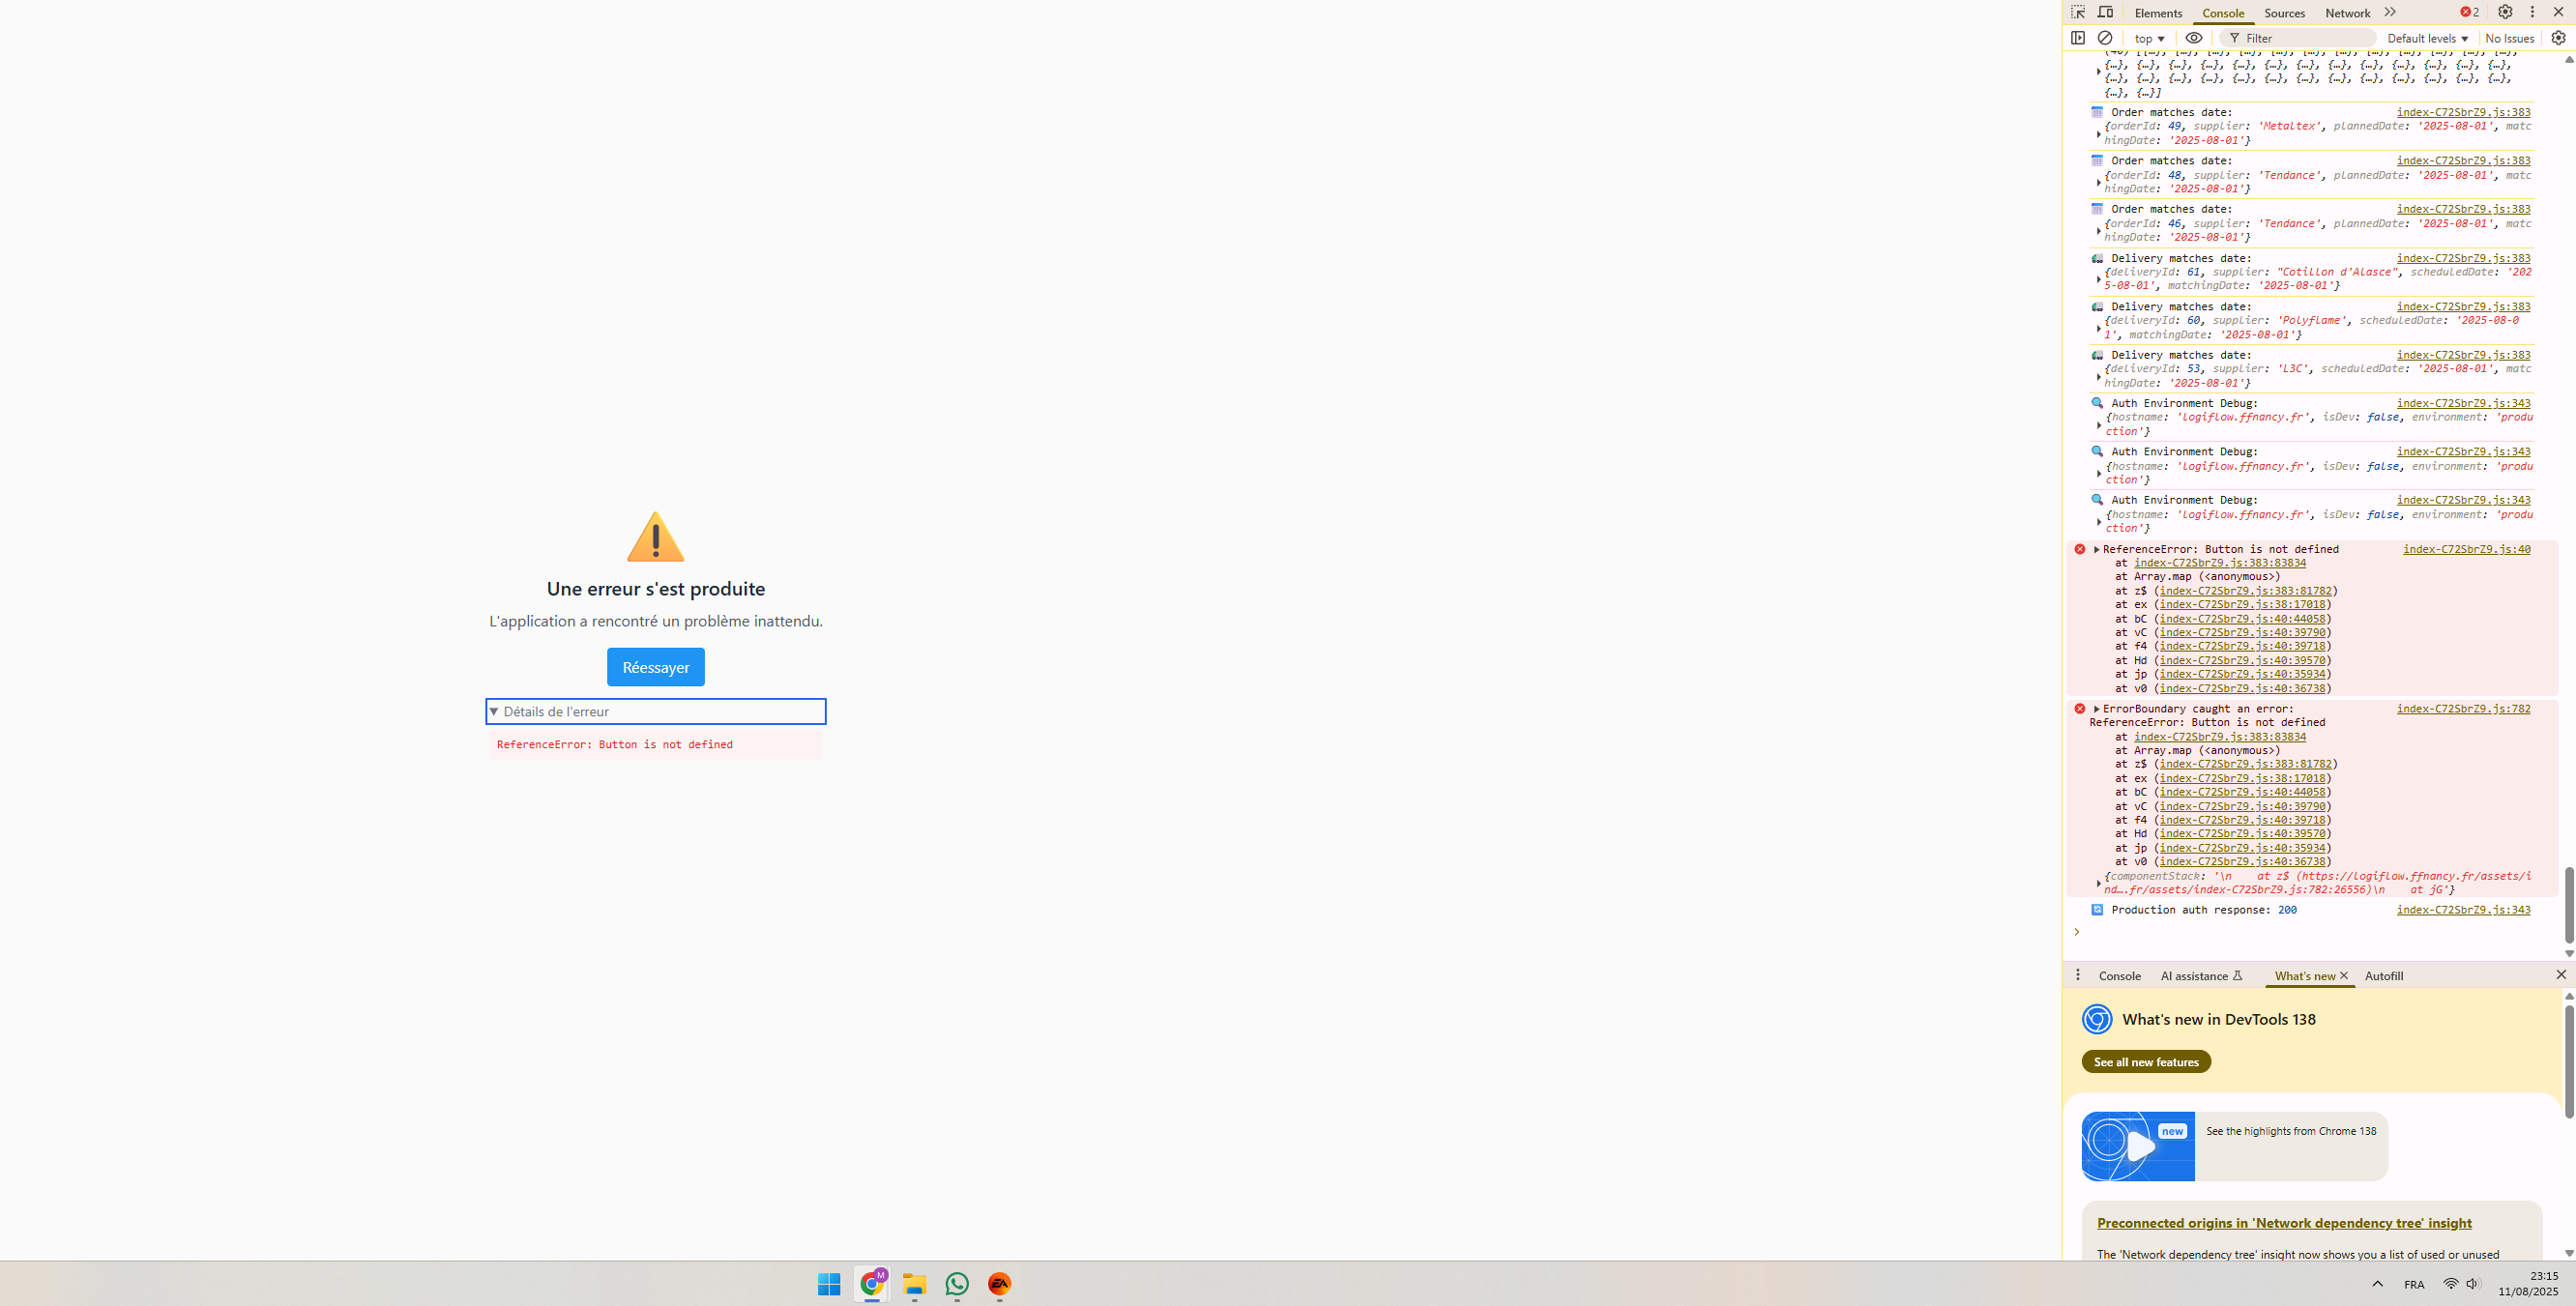 Une erreur s'est produite
L'application a rencontré un problème inattendu.
Réessayer
▼ Détails de l'erreur
ReferenceError: Button is not defined
Elements Console Sources Network 2
top Filter Default levels No Issues
{…}, {…}, {…}, {…}, {…}, {…}, {…}, {…}, {…}, {…}, {…}, {…}, {…},
{…}, {…}, {…}, {…}, {…}, {…}, {…}, {…}, {…}, {…}, {…}, {…}, {…},
{…}, {…}]
Order matches date: index-C72SbrZ9.js:383
{orderId: 49, supplier: 'Metaltex', plannedDate: '2025-08-01', matc
hingDate: '2025-08-01'}
Order matches date: index-C72SbrZ9.js:383
{orderId: 48, supplier: 'Tendance', plannedDate: '2025-08-01', matc
hingDate: '2025-08-01'}
Order matches date: index-C72SbrZ9.js:383
{orderId: 46, supplier: 'Tendance', plannedDate: '2025-08-01', matc
hingDate: '2025-08-01'}
Delivery matches date: index-C72SbrZ9.js:383
{deliveryId: 61, supplier: "Cotillon d'Alasce", scheduledDate: '202
5-08-01', matchingDate: '2025-08-01'}
Delivery matches date: index-C72SbrZ9.js:383
{deliveryId: 60, supplier: 'Polyflame', scheduledDate: '2025-08-0
1', matchingDate: '2025-08-01'}
Delivery matches date: index-C72SbrZ9.js:383
{deliveryId: 53, supplier: 'L3C', scheduledDate: '2025-08-01', matc
hingDate: '2025-08-01'}
Auth Environment Debug: index-C72SbrZ9.js:343
{hostname: 'logiflow.ffnancy.fr', isDev: false, environment: 'produ
ction'}
Auth Environment Debug: index-C72SbrZ9.js:343
{hostname: 'logiflow.ffnancy.fr', isDev: false, environment: 'produ
ction'}
Auth Environment Debug: index-C72SbrZ9.js:343
{hostname: 'logiflow.ffnancy.fr', isDev: false, environment: 'produ
ction'}
ReferenceError: Button is not defined index-C72SbrZ9.js:40
at index-C72SbrZ9.js:383:83834
at Array.map (<anonymous>)
at z$ (index-C72SbrZ9.js:383:81782)
at ex (index-C72SbrZ9.js:38:17018)
at bC (index-C72SbrZ9.js:40:44058)
at vC (index-C72SbrZ9.js:40:39790)
at f4 (index-C72SbrZ9.js:40:39718)
at Hd (index-C72SbrZ9.js:40:39570)
at jp (index-C72SbrZ9.js:40:35934)
at v0 (index-C72SbrZ9.js:40:36738)
ErrorBoundary caught an error: index-C72SbrZ9.js:782
ReferenceError: Button is not defined
at index-C72SbrZ9.js:383:83834
at Array.map (<anonymous>)
at z$ (index-C72SbrZ9.js:383:81782)
at ex (index-C72SbrZ9.js:38:17018)
at bC (index-C72SbrZ9.js:40:44058)
at vC (index-C72SbrZ9.js:40:39790)
at f4 (index-C72SbrZ9.js:40:39718)
at Hd (index-C72SbrZ9.js:40:39570)
at jp (index-C72SbrZ9.js:40:35934)
at v0 (index-C72SbrZ9.js:40:36738)
{componentStack: '\n    at z$ (https://logiflow.ffnancy.fr/assets/i
nd….fr/assets/index-C72SbrZ9.js:782:26556)\n    at jG'}
Production auth response: 200 index-C72SbrZ9.js:343
Console AI assistance What's new Autofill
What's new in DevTools 138
See all new features
new
See the highlights from Chrome 138
Preconnected origins in 'Network dependency tree' insight
The 'Network dependency tree' insight now shows you a list of used or unused
M
EA
FRA
23:15
11/08/2025